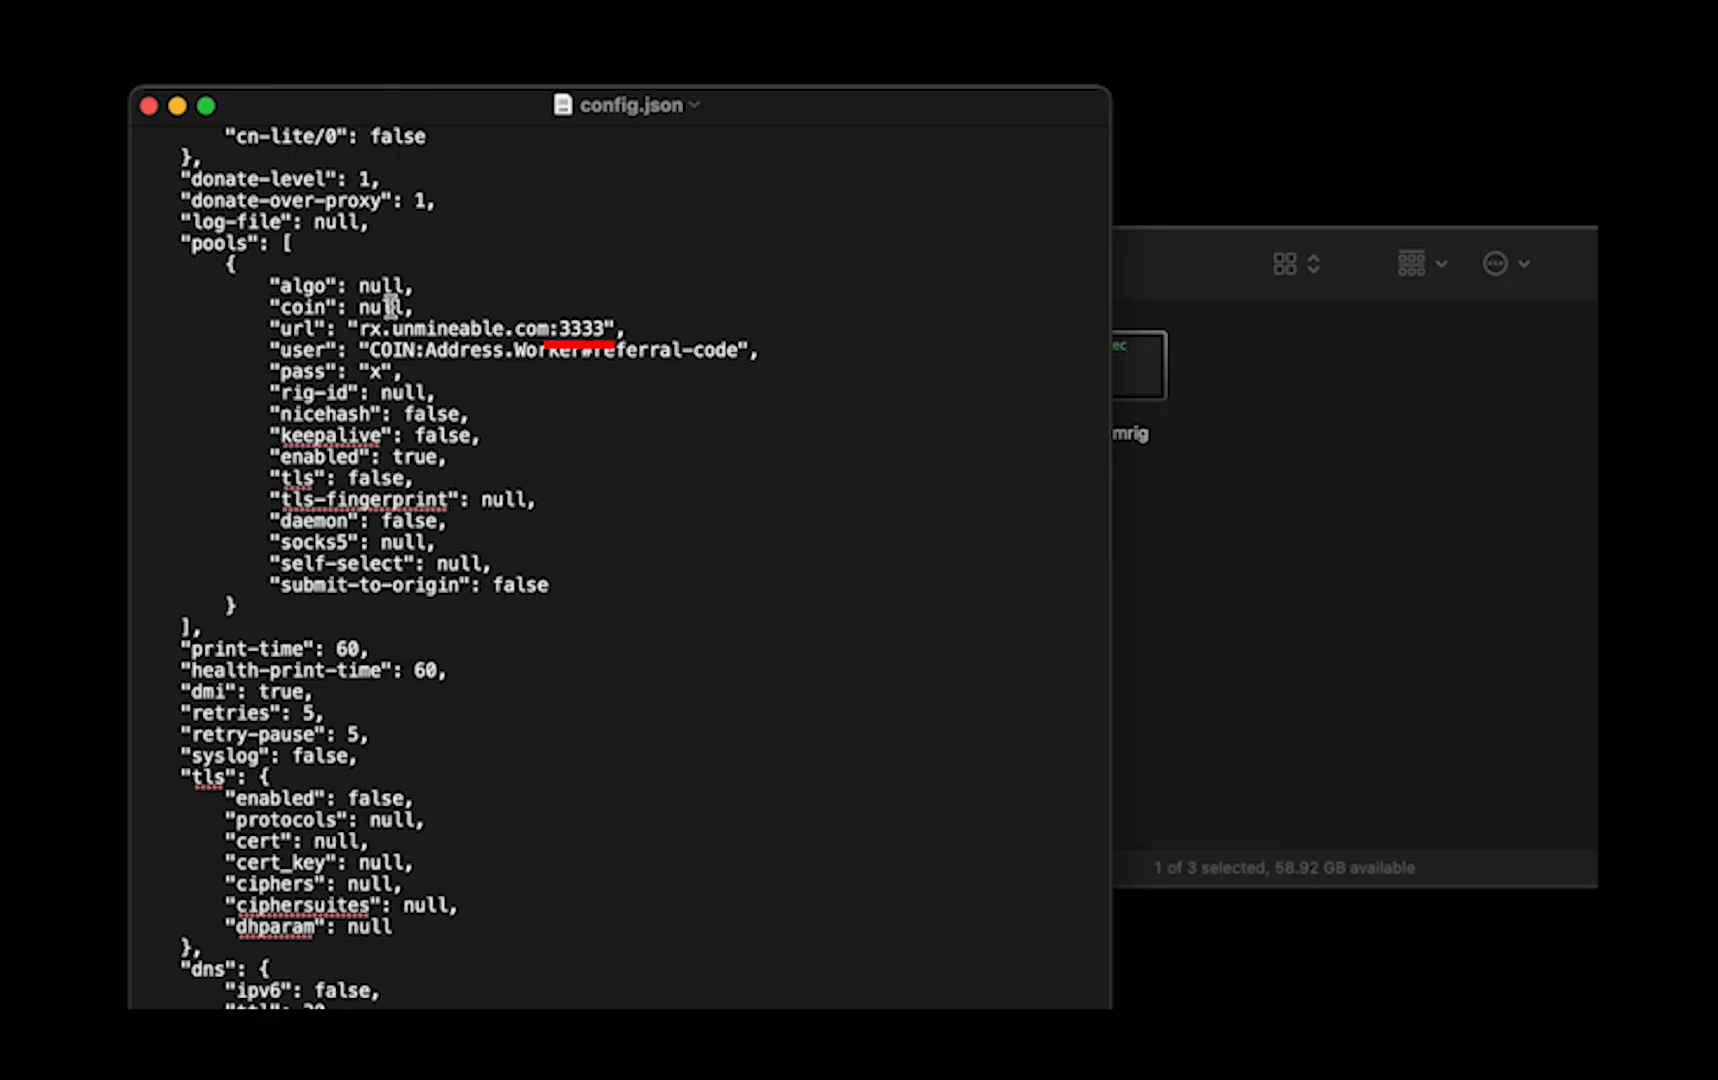 config.json
"cn-lite/0": false
},
"donate-level": 1,
"donate-over-proxy": 1,
"log-file": null,
"pools": [
{
"algo": null,
"coin": null,
"url": "rx.unmineable.com:3333",
"user": "COIN:Address.Worker#referral-code",
"pass": "x",
"rig-id": null,
"nicehash": false,
"keepalive": false,
"enabled": true,
"tls": false,
"tls-fingerprint": null,
"daemon": false,
"socks5": null,
"self-select": null,
"submit-to-origin": false
}
],
"print-time": 60,
"health-print-time": 60,
"dmi": true,
"retries": 5,
"retry-pause": 5,
"syslog": false,
"tls": {
"enabled": false,
"protocols": null,
"cert": null,
"cert_key": null,
"ciphers": null,
"ciphersuites": null,
"dhparam": null
},
"dns": {
"ipv6": false,
ec
mrig
1 of 3 selected, 58.92 GB available